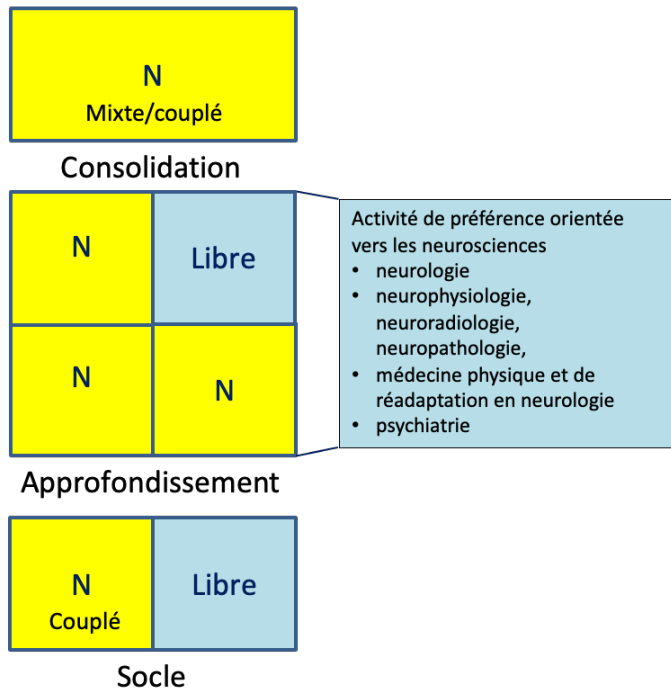 N
Mixte/couplé
Consolidation
N
Libre
N
N
Approfondissement
Activité de préférence orientée
vers les neurosciences
• neurologie
• neurophysiologie,
neuroradiologie,
neuropathologie,
• médecine physique et de
réadaptation en neurologie
• psychiatrie
N
Couplé
Libre
Socle